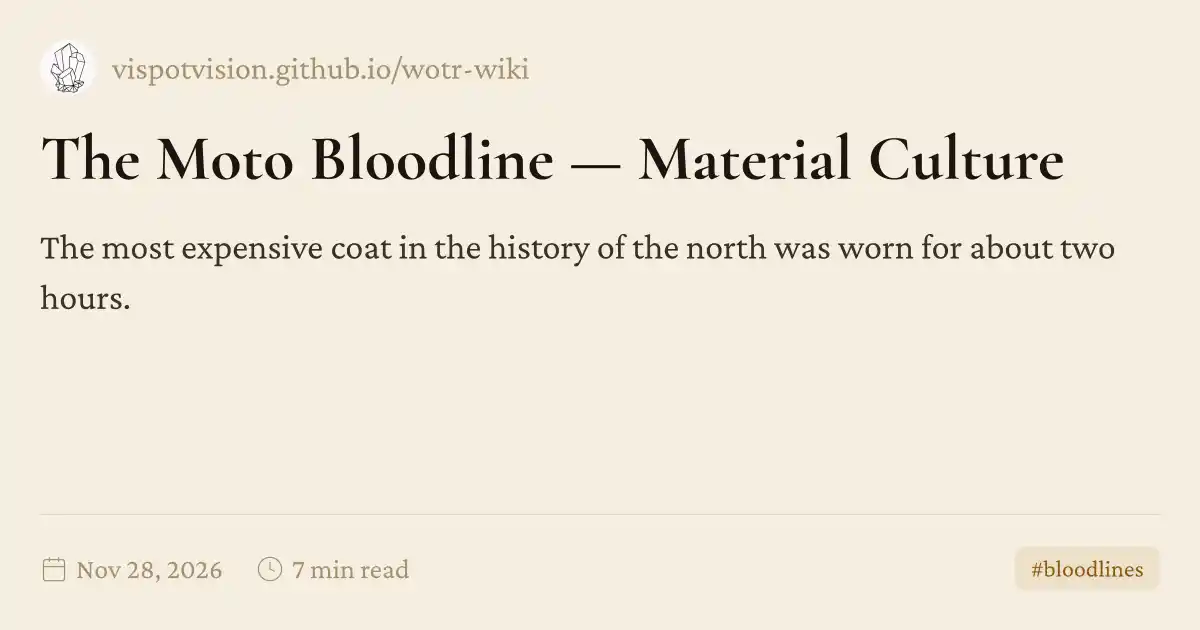 vispotvision.github.io/wotr-wiki
The Moto Bloodline — Material Culture
The most expensive coat in the history of the north was worn for about two
hours.
Nov 28, 2026 7 min read #bloodlines